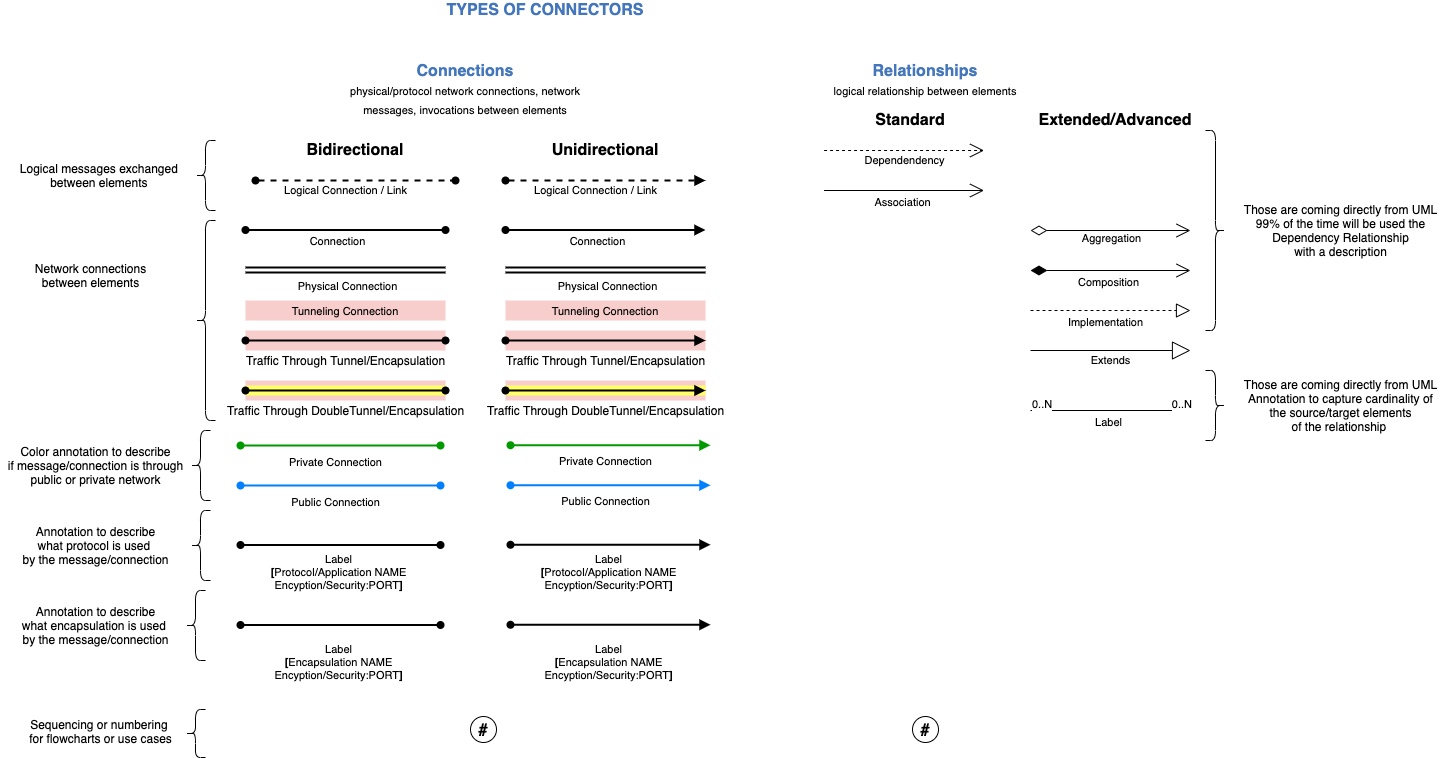 TYPES OF CONNECTORS
Connections
physical/protocol network connections, network
messages, invocations between elements
Bidirectional
Unidirectional
Logical messages exchanged
between elements
Logical Connection / Link
Logical Connection / Link
Network connections
between elements
Connection
Connection
Physical Connection
Physical Connection
Tunneling Connection
Tunneling Connection
Traffic Through Tunnel/Encapsulation
Traffic Through Tunnel/Encapsulation
Traffic Through DoubleTunnel/Encapsulation
Traffic Through DoubleTunnel/Encapsulation
Color annotation to describe
if message/connection is through
public or private network
Private Connection
Private Connection
Public Connection
Public Connection
Annotation to describe
what protocol is used
by the message/connection
Label
[Protocol/Application NAME
Encyption/Security:PORT]
Label
[Protocol/Application NAME
Encyption/Security:PORT]
Annotation to describe
what encapsulation is used
by the message/connection
Label
[Encapsulation NAME
Encyption/Security:PORT]
Label
[Encapsulation NAME
Encyption/Security:PORT]
Sequencing or numbering
for flowcharts or use cases
#
Relationships
logical relationship between elements
Standard
Extended/Advanced
Dependendency
Association
Aggregation
Composition
Implementation
Extends
Those are coming directly from UML
99% of the time will be used the
Dependency Relationship
with a description
0..N
0..N
Label
Those are coming directly from UML
Annotation to capture cardinality of
the source/target elements
of the relationship
#